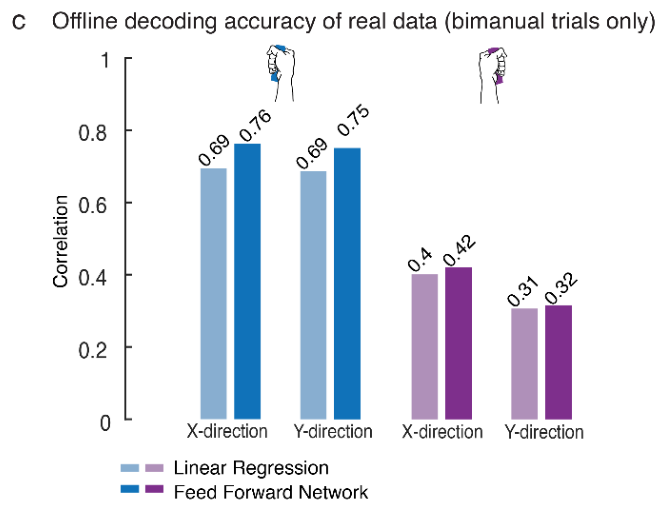 c Offline decoding accuracy of real data (bimanual trials only)
1
0.8
0.6
0.4
0.2
0
Correlation
0.69
0.76
0.69
0.75
0.4
0.42
0.31
0.32
X-direction Y-direction X-direction Y-direction
Linear Regression
Feed Forward Network